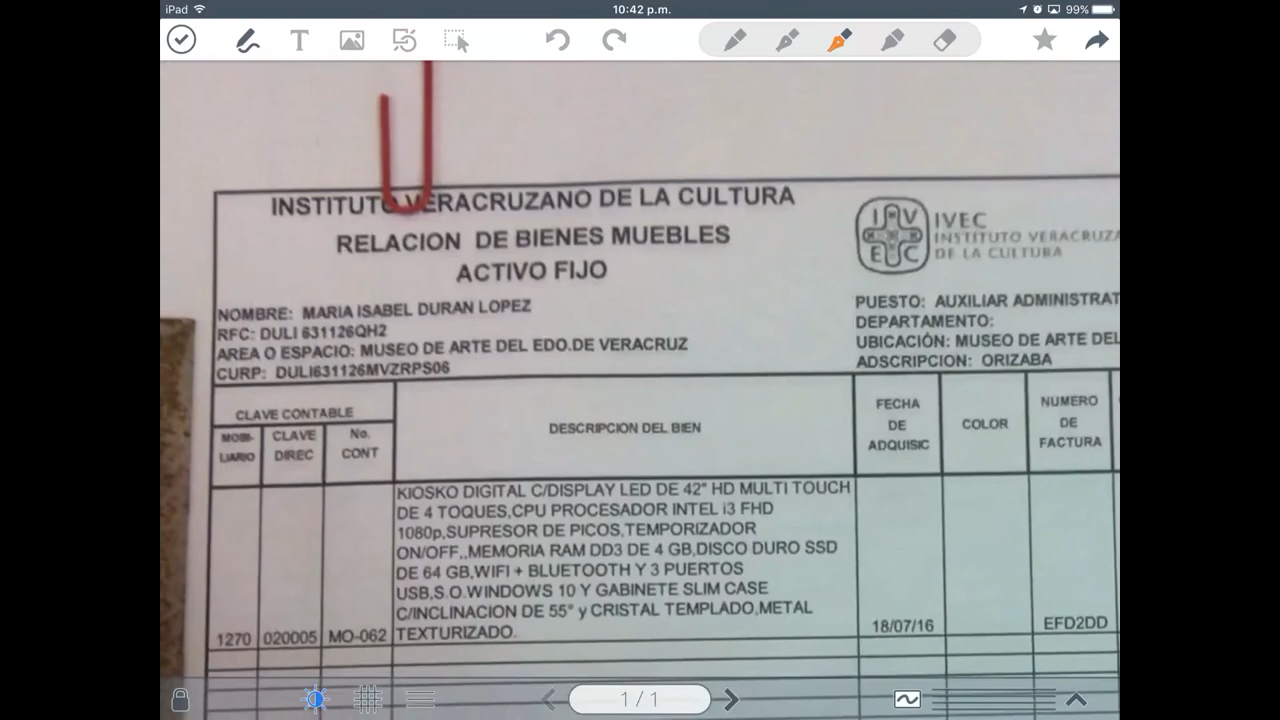 iPad
10:42 p.m.
99%
T
INSTITUTO VERACRUZANO DE LA CULTURA
RELACION DE BIENES MUEBLES
ACTIVO FIJO
IVEC
INSTITUTO VERACRUZA
DE LA CULTURA
NOMBRE: MARIA ISABEL DURAN LOPEZ
RFC: DULI 631126QH2
AREA O ESPACIO: MUSEO DE ARTE DEL EDO.DE VERACRUZ
CURP: DULI631126MVZRPS06
PUESTO: AUXILIAR ADMINISTRAT
DEPARTAMENTO:
UBICACIÓN: MUSEO DE ARTE DEL
ADSCRIPCION: ORIZABA
CLAVE CONTABLE
MOBI-
LIARIO
CLAVE
DIREC
No.
CONT
DESCRIPCION DEL BIEN
FECHA
DE
ADQUISIC
COLOR
NUMERO
DE
FACTURA
KIOSKO DIGITAL C/DISPLAY LED DE 42" HD MULTI TOUCH
DE 4 TOQUES,CPU PROCESADOR INTEL i3 FHD
1080p,SUPRESOR DE PICOS,TEMPORIZADOR
ON/OFF,,MEMORIA RAM DD3 DE 4 GB,DISCO DURO SSD
DE 64 GB,WIFI + BLUETOOTH Y 3 PUERTOS
USB,S.O.WINDOWS 10 Y GABINETE SLIM CASE
C/INCLINACION DE 55° y CRISTAL TEMPLADO,METAL
TEXTURIZADO.
1270 020005 MO-062
18/07/16
EFD2DD
1 / 1